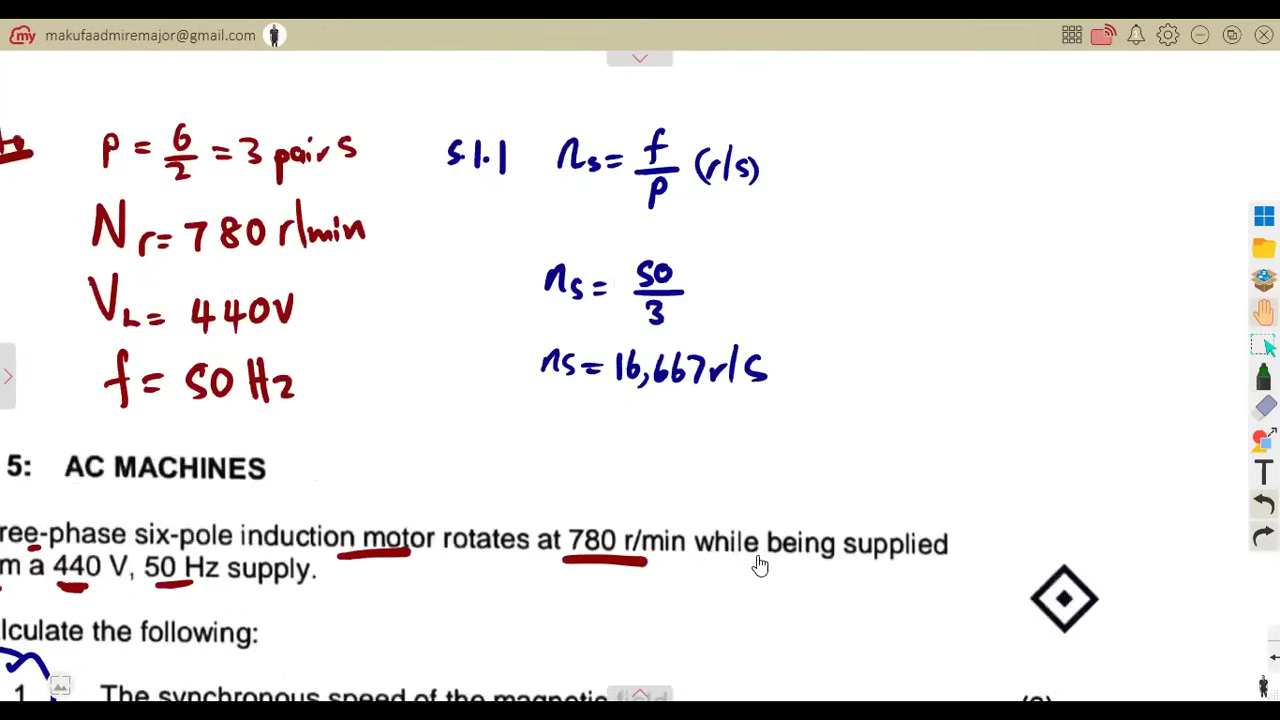 my makufaadmiremajor@gmail.com
p = 6/2 = 3 pairs
Nr = 780 r/min
VL = 440V
f = 50 Hz
5.1.1 ns = f/p (r/s)
ns = 50/3
ns = 16,667 r/s
5: AC MACHINES
ree-phase six-pole induction motor rotates at 780 r/min while being supplied
m a 440 V, 50 Hz supply.
lculate the following:
1 The synchronous speed of the magnetic field